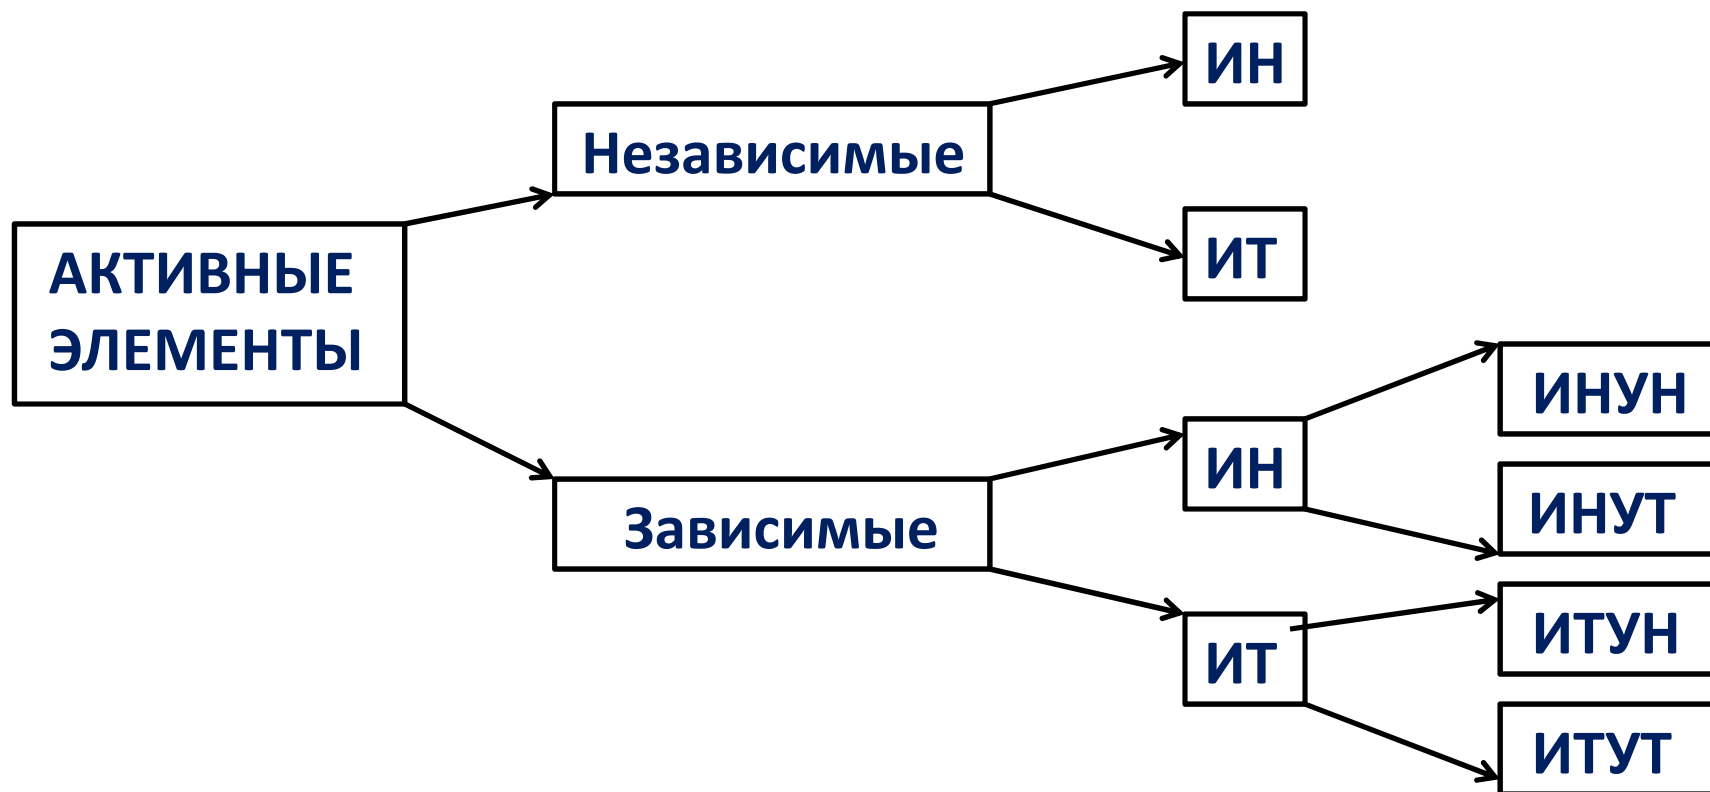 АКТИВНЫЕ
ЭЛЕМЕНТЫ
Независимые
ИН
ИТ
Зависимые
ИН
ИНУН
ИНУТ
ИТ
ИТУН
ИТУТ